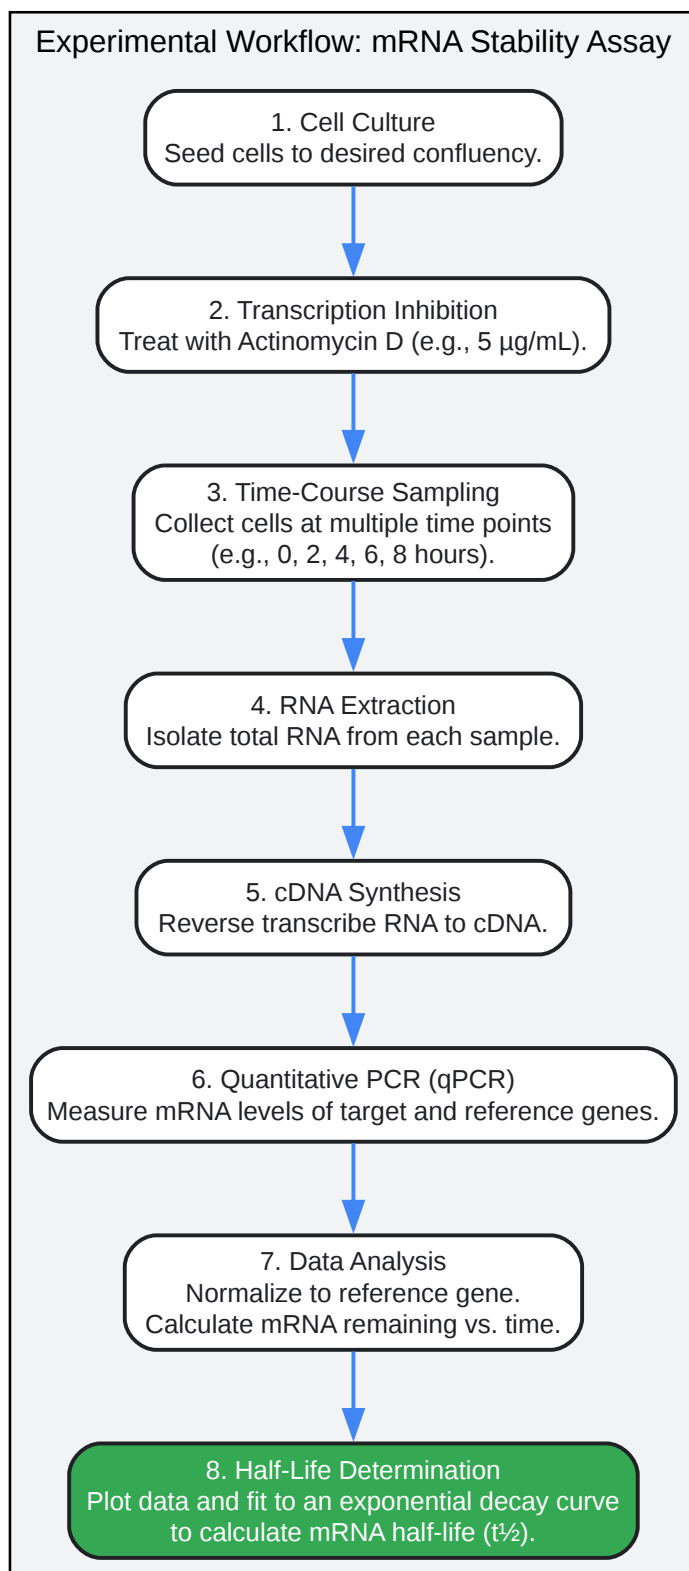 Experimental Workflow: mRNA Stability Assay
1. Cell Culture
Seed cells to desired confluency.
2. Transcription Inhibition
Treat with Actinomycin D (e.g., 5 µg/mL).
3. Time-Course Sampling
Collect cells at multiple time points
(e.g., 0, 2, 4, 6, 8 hours).
4. RNA Extraction
Isolate total RNA from each sample.
5. cDNA Synthesis
Reverse transcribe RNA to cDNA.
6. Quantitative PCR (qPCR)
Measure mRNA levels of target and reference genes.
7. Data Analysis
Normalize to reference gene.
Calculate mRNA remaining vs. time.
8. Half-Life Determination
Plot data and fit to an exponential decay curve
to calculate mRNA half-life (t½).